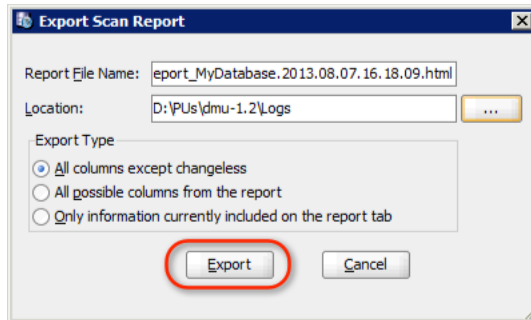 Export Scan Report
Report File Name: eport_MyDatabase.2013.08.07.16.18.09.html
Location: D:\PUs\dmu-1.2\Logs ...
Export Type
All columns except changeless
All possible columns from the report
Only information currently included on the report tab
Export Cancel